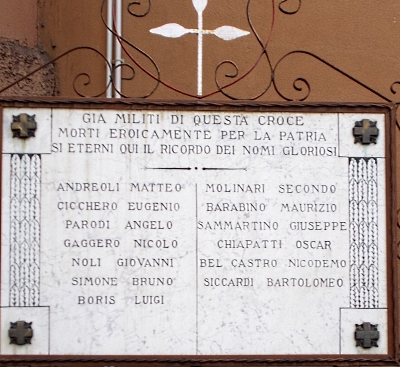 GIA MILITI DI QUESTA CROCE
MORTI EROICAMENTE PER LA PATRIA
SI ETERNI QUI IL RICORDO DEI NOMI GLORIOSI
ANDREOLI MATTEO
CICCHERO EUGENIO
PARODI ANGELO
GAGGERO NICOLO
NOLI GIOVANNI
SIMONE BRUNO
BORIS LUIGI
MOLINARI SECONDO
BARABINO MAURIZIO
SAMMARTINO GIUSEPPE
CHIAPATTI OSCAR
BEL CASTRO NICODEMO
SICCARDI BARTOLOMEO